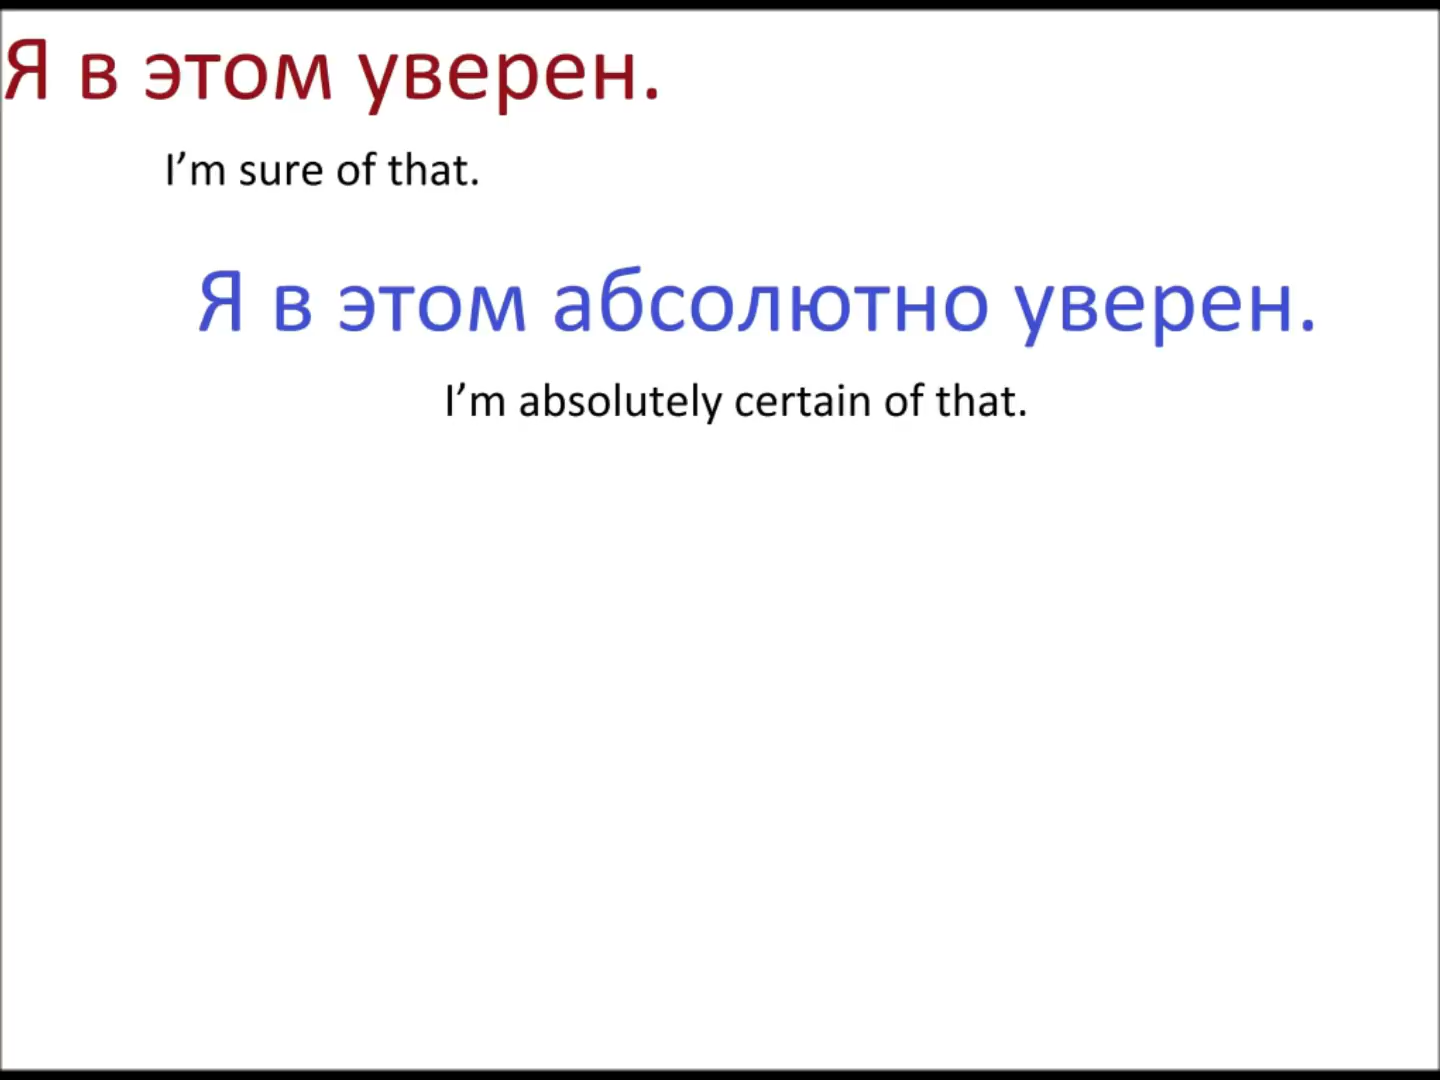 Я в этом уверен.
I’m sure of that.
Я в этом абсолютно уверен.
I’m absolutely certain of that.